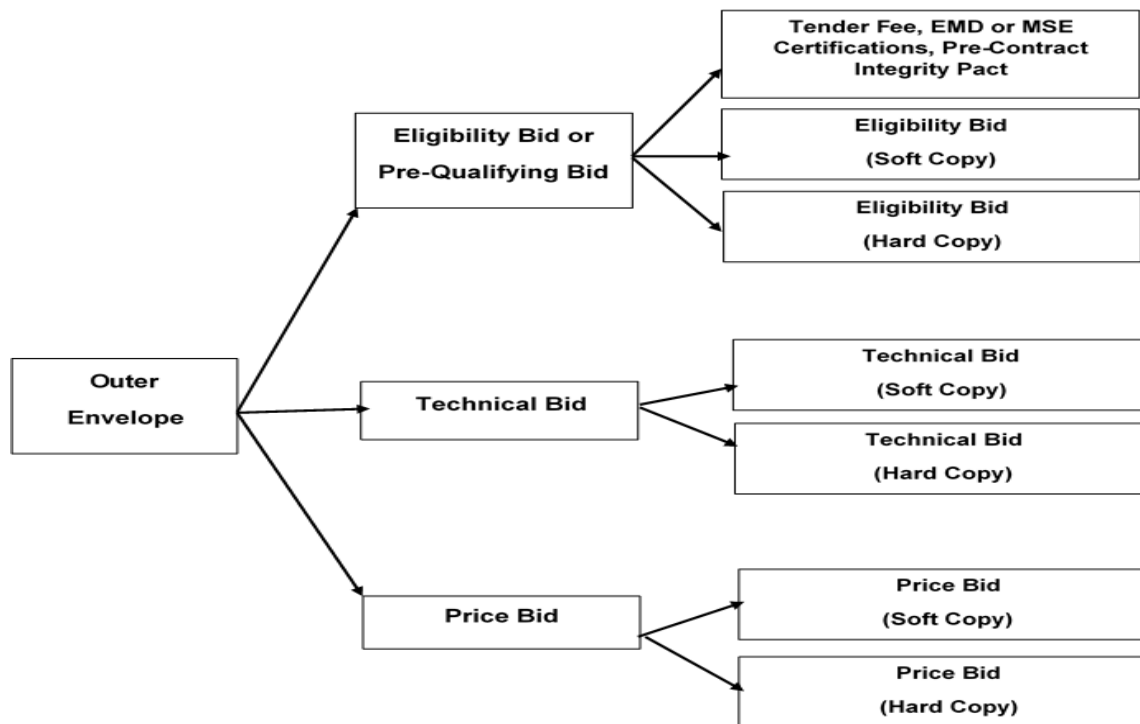 Tender Fee, EMD or MSE
Certifications, Pre-Contract
Integrity Pact
Eligibility Bid or
Pre-Qualifying Bid
Eligibility Bid
(Soft Copy)
Eligibility Bid
(Hard Copy)
Outer
Envelope
Technical Bid
Technical Bid
(Soft Copy)
Technical Bid
(Hard Copy)
Price Bid
Price Bid
(Soft Copy)
Price Bid
(Hard Copy)